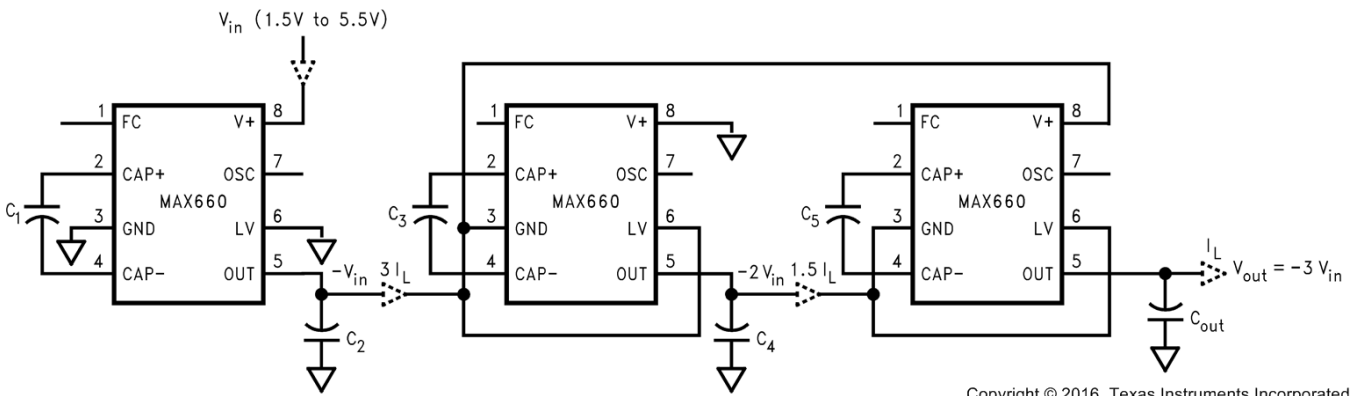 V_in (1.5V to 5.5V)
1 FC V+ 8
2 CAP+ OSC 7
MAX660
3 GND LV 6
4 CAP- OUT 5
C_1
-V_in 3 I_L
C_2
1 FC V+ 8
2 CAP+ OSC 7
MAX660
3 GND LV 6
4 CAP- OUT 5
C_3
-2 V_in 1.5 I_L
C_4
1 FC V+ 8
2 CAP+ OSC 7
MAX660
3 GND LV 6
4 CAP- OUT 5
C_5
I_L
V_out = -3 V_in
C_out
Copyright © 2016, Texas Instruments Incorporated